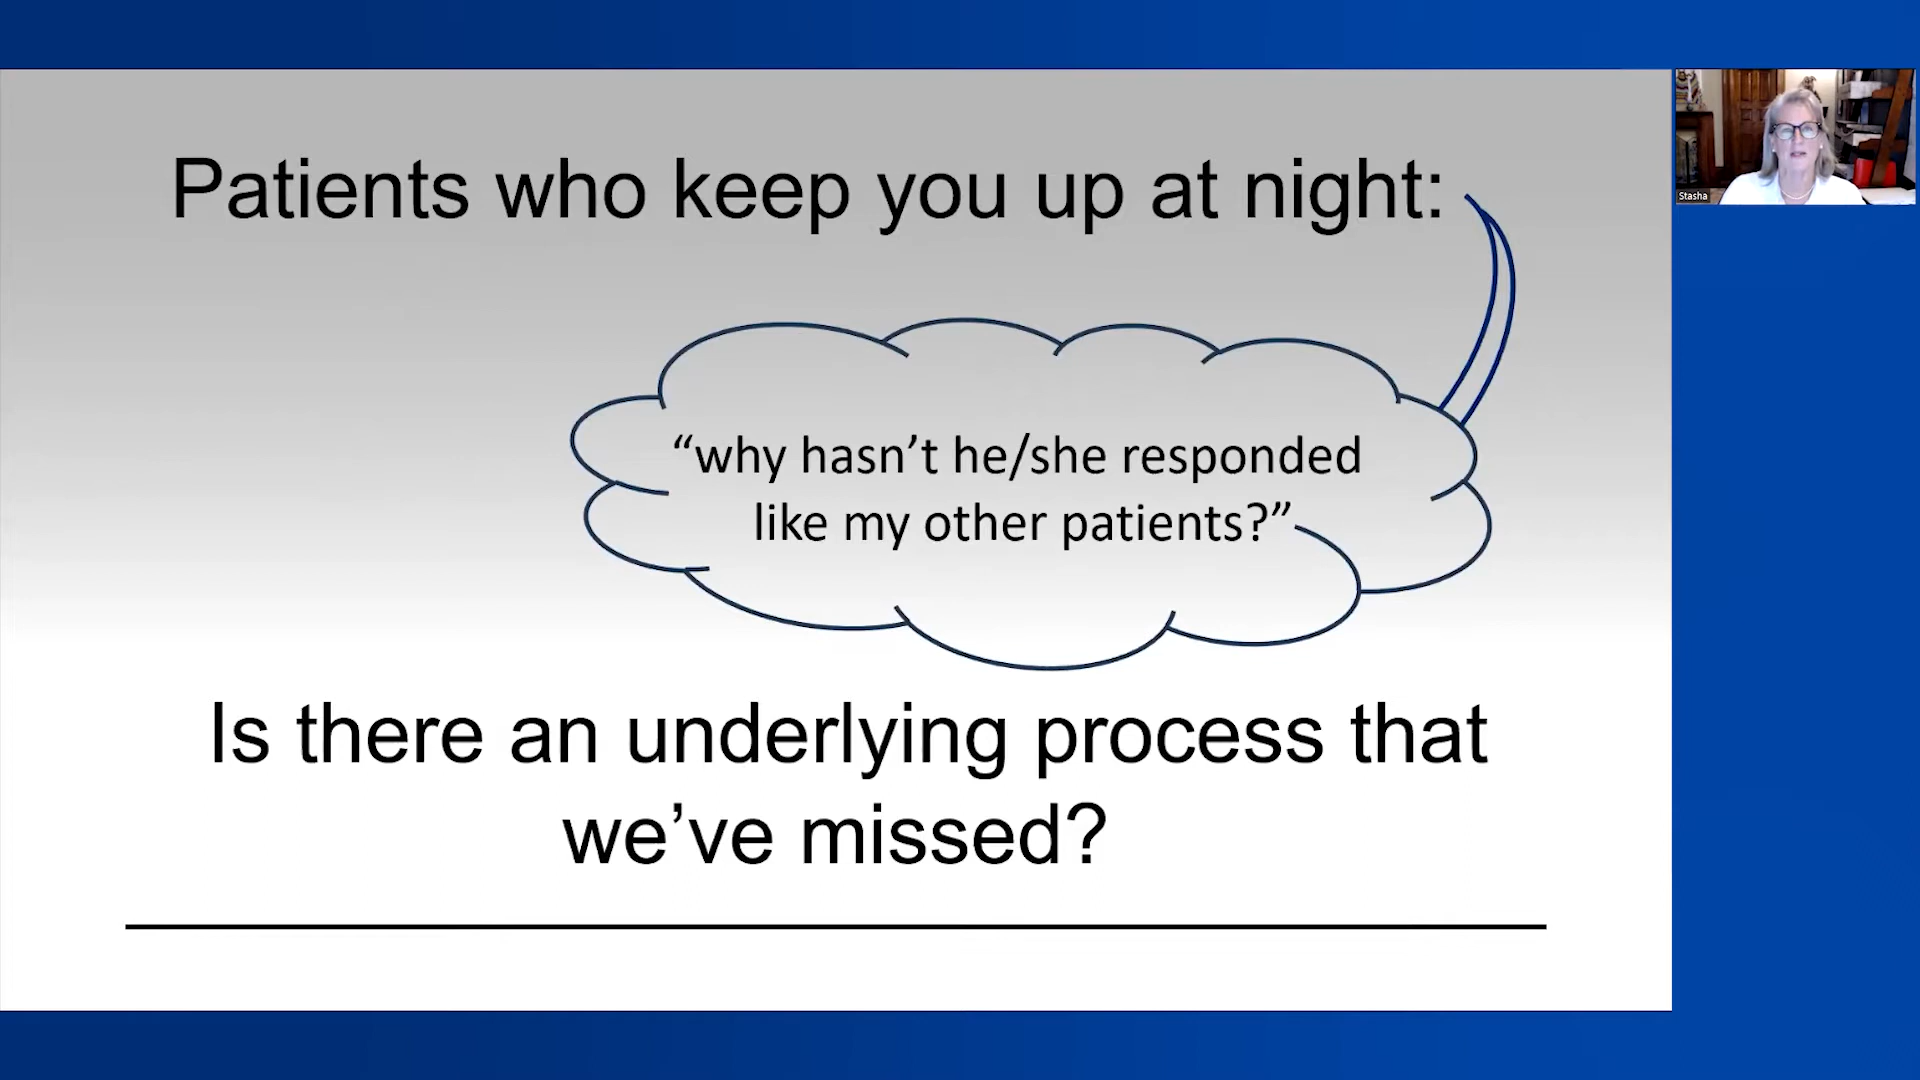 Patients who keep you up at night:
Stasha
“why hasn’t he/she responded
like my other patients?”
Is there an underlying process that
we’ve missed?